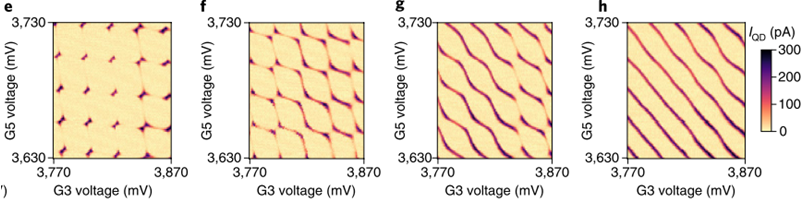 e
f
g
h
3,730
3,730
3,730
3,730
I_QD (pA)
300
200
100
0
G5 voltage (mV)
G5 voltage (mV)
G5 voltage (mV)
G5 voltage (mV)
3,630
3,630
3,630
3,630
3,770
3,870
3,770
3,870
3,770
3,870
3,770
3,870
)
G3 voltage (mV)
G3 voltage (mV)
G3 voltage (mV)
G3 voltage (mV)